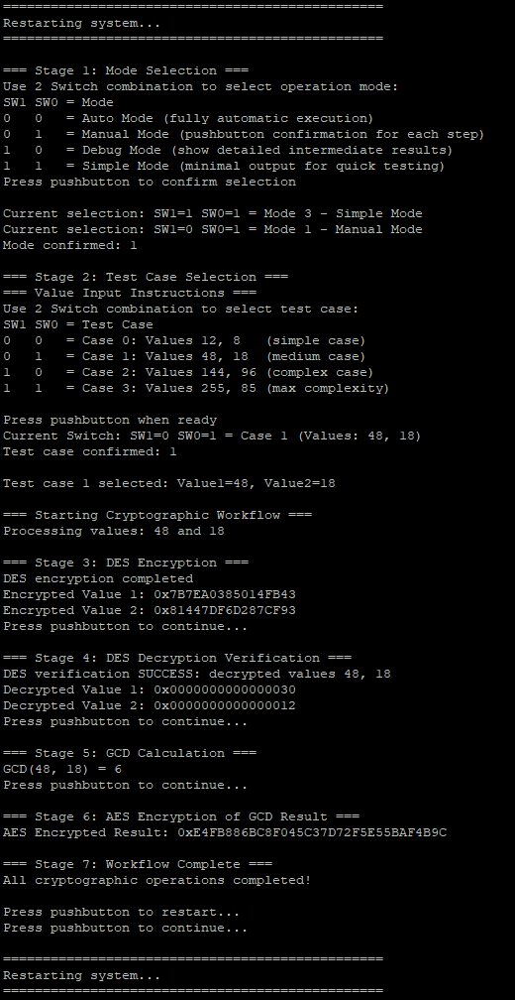 ================================================
Restarting system...
================================================
=== Stage 1: Mode Selection ===
Use 2 Switch combination to select operation mode:
SW1 SW0 = Mode
0   0   = Auto Mode (fully automatic execution)
0   1   = Manual Mode (pushbutton confirmation for each step)
1   0   = Debug Mode (show detailed intermediate results)
1   1   = Simple Mode (minimal output for quick testing)
Press pushbutton to confirm selection
Current selection: SW1=1 SW0=1 = Mode 3 - Simple Mode
Current selection: SW1=0 SW0=1 = Mode 1 - Manual Mode
Mode confirmed: 1
=== Stage 2: Test Case Selection ===
=== Value Input Instructions ===
Use 2 Switch combination to select test case:
SW1 SW0 = Test Case
0   0   = Case 0: Values 12, 8   (simple case)
0   1   = Case 1: Values 48, 18  (medium case)
1   0   = Case 2: Values 144, 96 (complex case)
1   1   = Case 3: Values 255, 85 (max complexity)
Press pushbutton when ready
Current Switch: SW1=0 SW0=1 = Case 1 (Values: 48, 18)
Test case confirmed: 1
Test case 1 selected: Value1=48, Value2=18
=== Starting Cryptographic Workflow ===
Processing values: 48 and 18
=== Stage 3: DES Encryption ===
DES encryption completed
Encrypted Value 1: 0x7B7EA0385014FB43
Encrypted Value 2: 0x81447DF6D287CF93
Press pushbutton to continue...
=== Stage 4: DES Decryption Verification ===
DES verification SUCCESS: decrypted values 48, 18
Decrypted Value 1: 0x0000000000000030
Decrypted Value 2: 0x0000000000000012
Press pushbutton to continue...
=== Stage 5: GCD Calculation ===
GCD(48, 18) = 6
Press pushbutton to continue...
=== Stage 6: AES Encryption of GCD Result ===
AES Encrypted Result: 0xE4FB886BC8F045C37D72F5E55BAF4B9C
=== Stage 7: Workflow Complete ===
All cryptographic operations completed!
Press pushbutton to restart...
Press pushbutton to continue...
================================================
Restarting system...
================================================